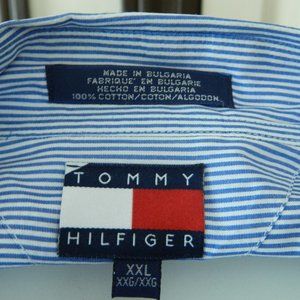 MADE IN BULGARIA
FABRIQUE' EN BULGARIE
HECHO EN BULGARIA
100% COTTON/COTON/ALGODON
TOMMY
HILFIGER
XXL
XXG/XXG